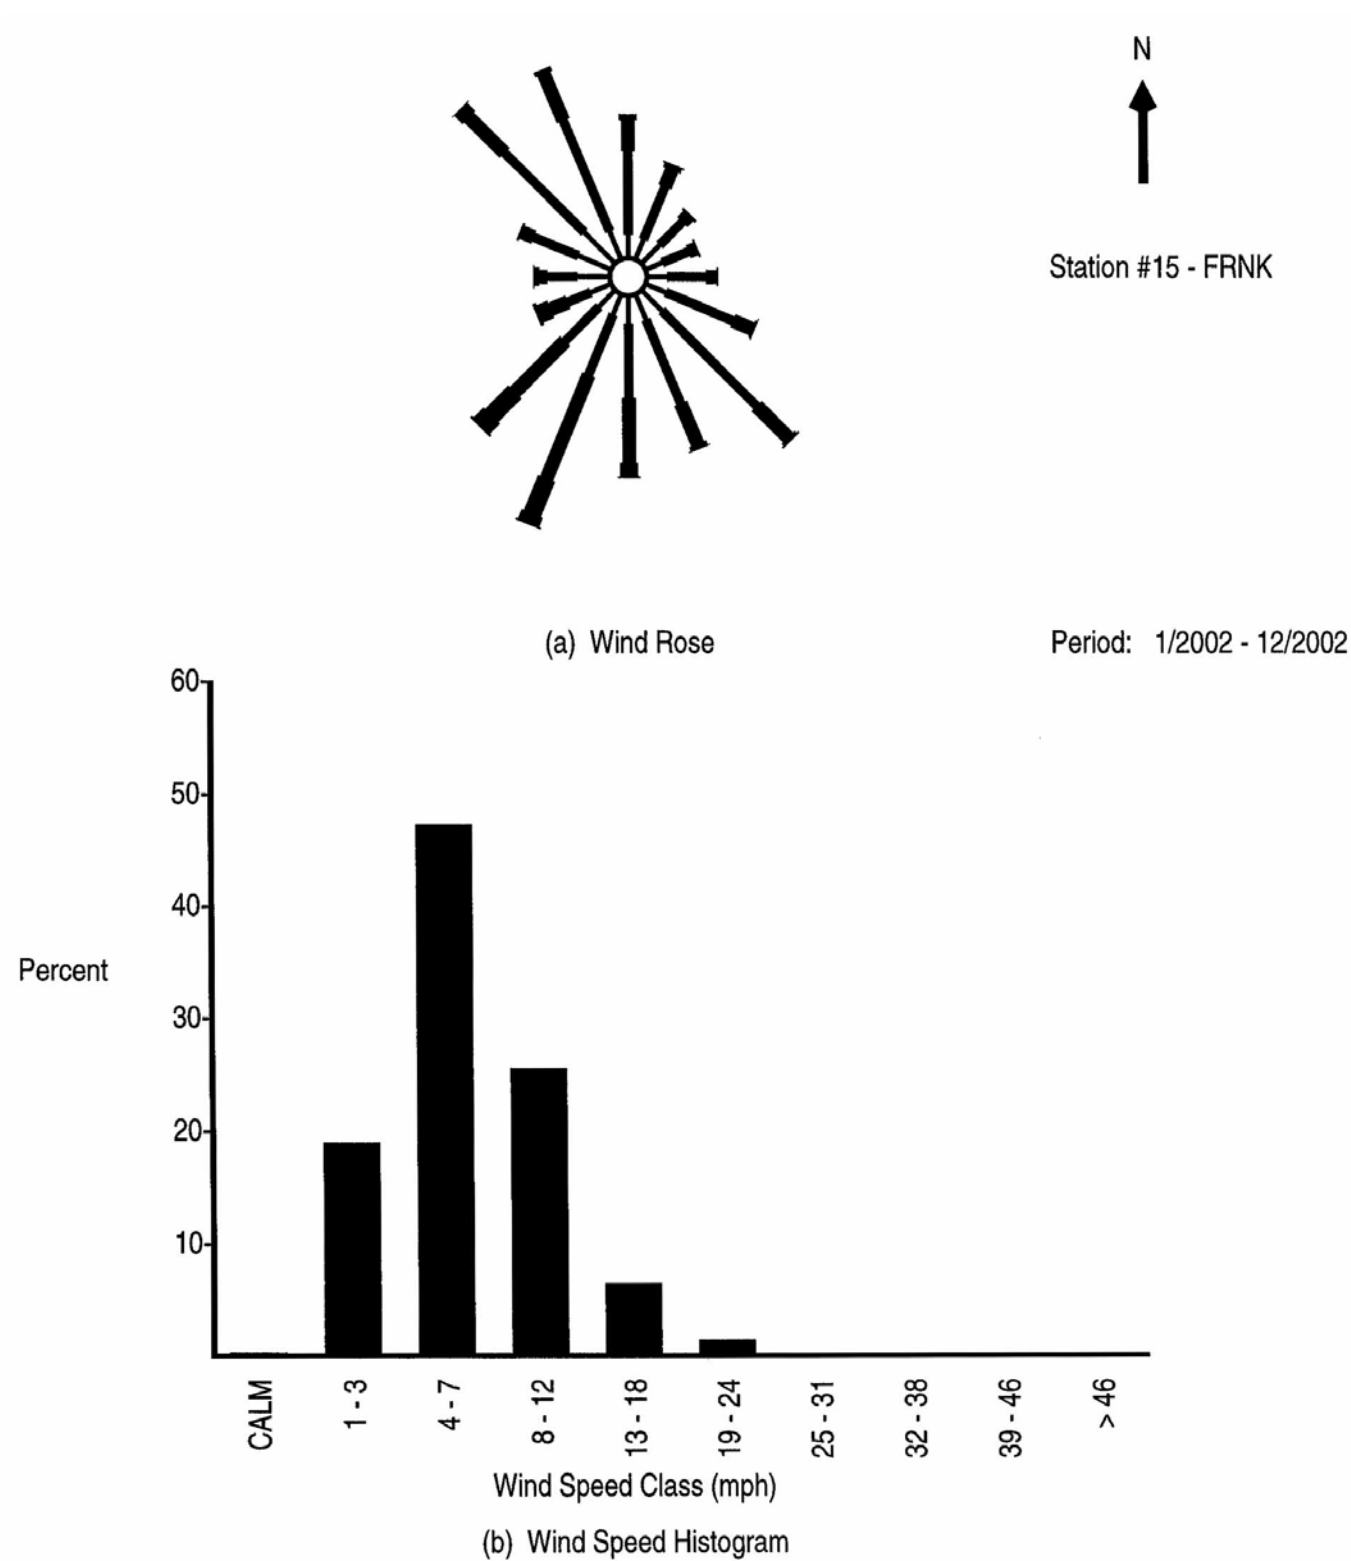 N
Station #15 - FRNK
(a) Wind Rose
Period: 1/2002 - 12/2002
60
50
40
Percent
30
20
10
CALM
1 - 3
4 - 7
8 - 12
13 - 18
19 - 24
25 - 31
32 - 38
39 - 46
> 46
Wind Speed Class (mph)
(b) Wind Speed Histogram